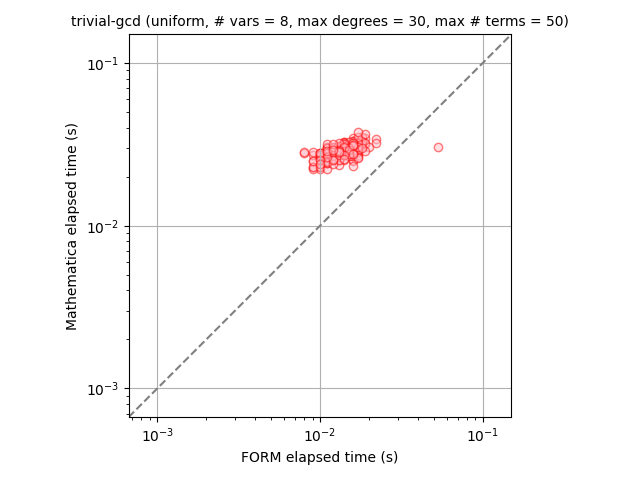 trivial-gcd (uniform, # vars = 8, max degrees = 30, max # terms = 50)
Mathematica elapsed time (s)
10⁻¹
10⁻²
10⁻³
10⁻³ 10⁻² 10⁻¹
FORM elapsed time (s)